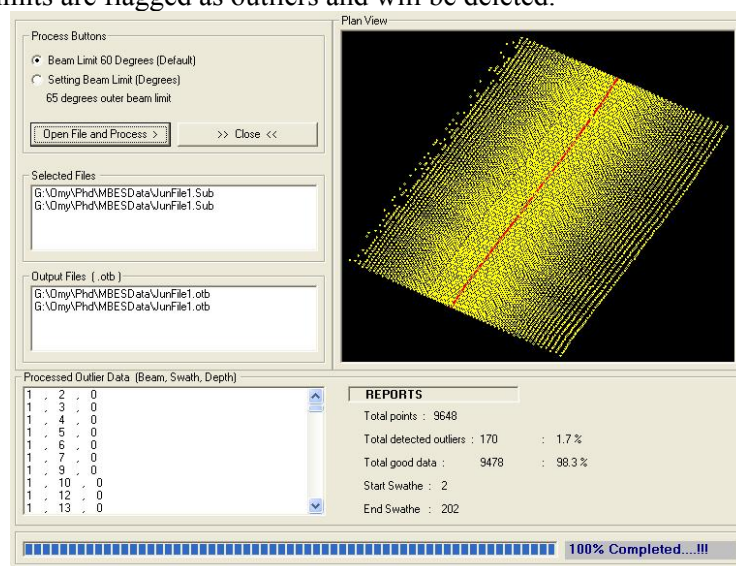 limits are flagged as outliers and will be deleted.
Process Buttons
Beam Limit 60 Degrees (Default)
Setting Beam Limit (Degrees)
65 degrees outer beam limit
Open File and Process >
>> Close <<
Selected Files
G:\Omy\Phd\MBESData\JunFile1.Sub
G:\Omy\Phd\MBESData\JunFile1.Sub
Output Files ( .otb )
G:\Omy\Phd\MBESData\JunFile1.otb
G:\Omy\Phd\MBESData\JunFile1.otb
Plan View
Processed Outlier Data (Beam, Swath, Depth)
1 , 2 , 0
1 , 3 , 0
1 , 4 , 0
1 , 5 , 0
1 , 6 , 0
1 , 7 , 0
1 , 9 , 0
1 , 10 , 0
1 , 12 , 0
1 , 13 , 0
REPORTS
Total points : 9648
Total detected outliers : 170 : 1.7 %
Total good data : 9478 : 98.3 %
Start Swathe : 2
End Swathe : 202
100% Completed....!!!